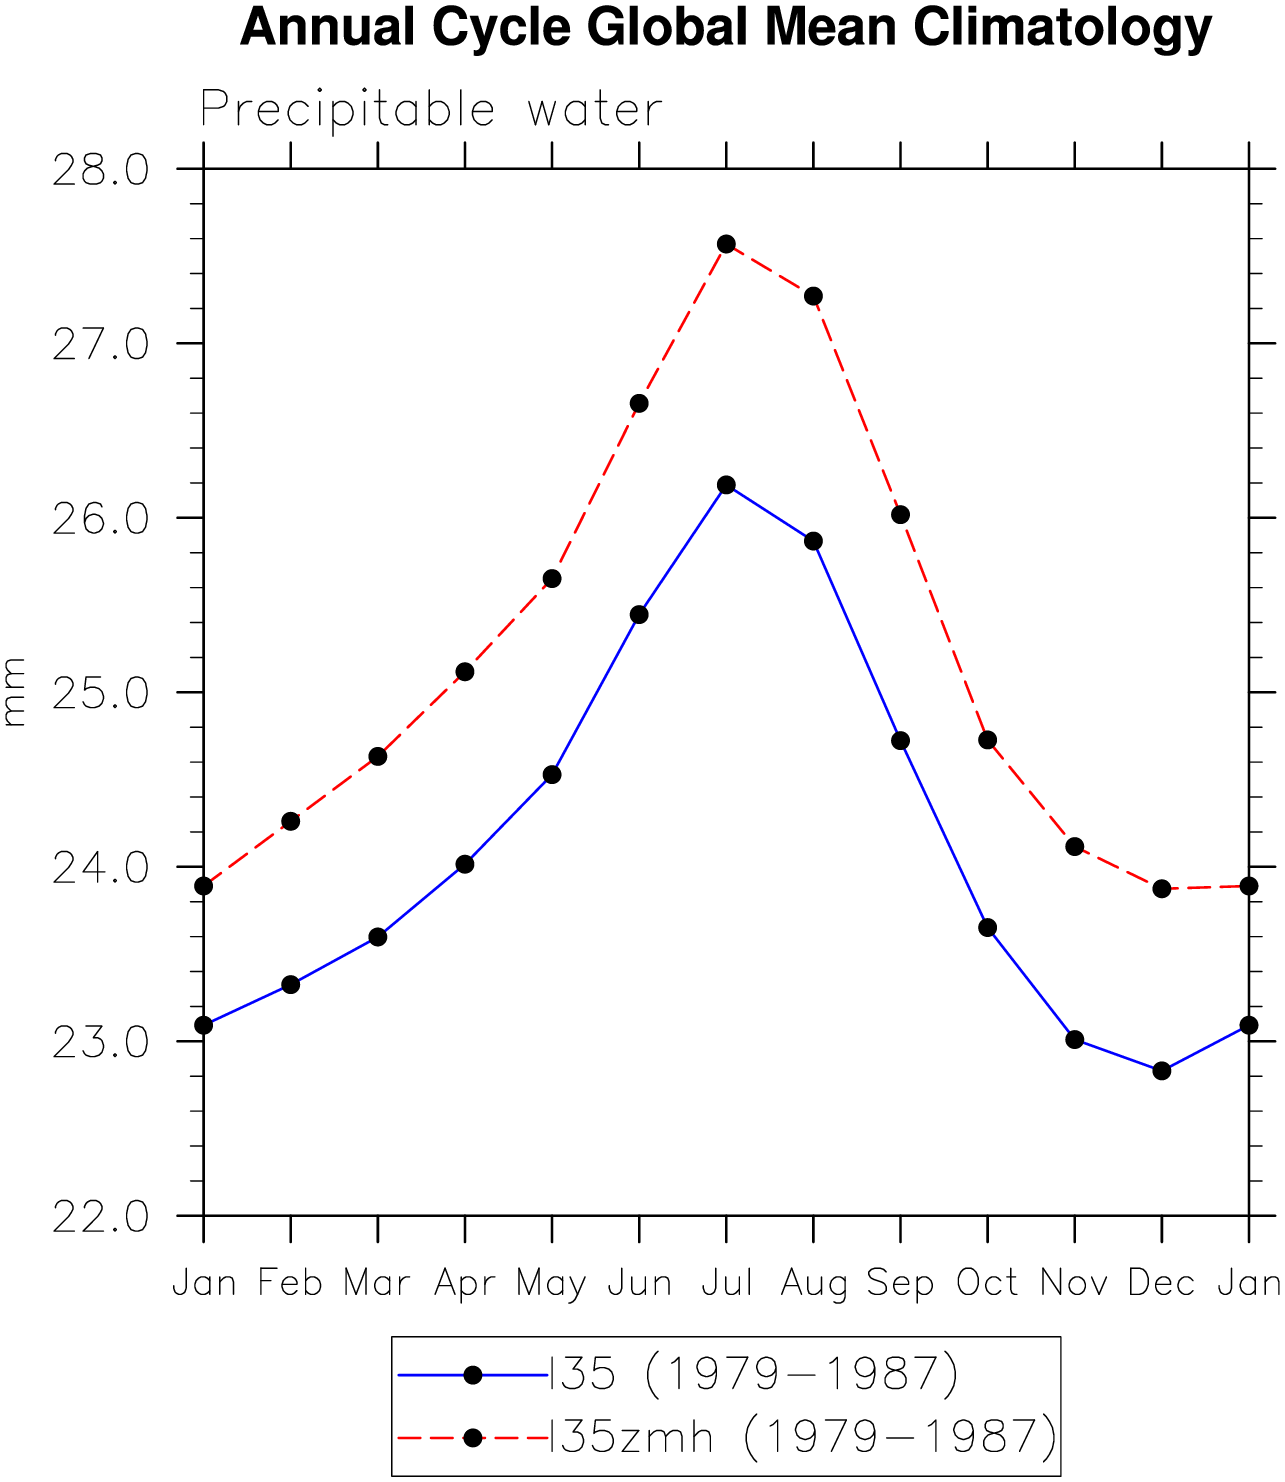 Annual Cycle Global Mean Climatology
Precipitable water
28.0
27.0
26.0
25.0
24.0
23.0
22.0
mm
Jan Feb Mar Apr May Jun Jul Aug Sep Oct Nov Dec Jan
I35 (1979-1987)
I35zmh (1979-1987)